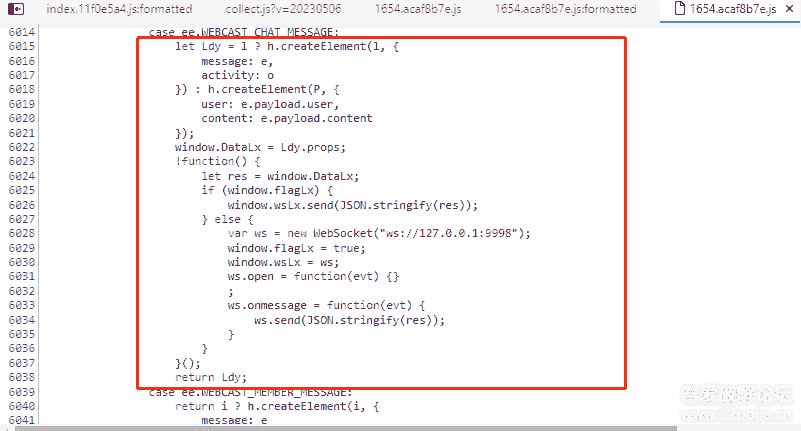 index.11f0e5a4.js:formatted collect.js?v=20230506 1654.acaf8b7e.js 1654.acaf8b7e.js:formatted 1654.acaf8b7e.js ×
6014 case ee.WEBCAST_CHAT_MESSAGE:
6015 let Ldy = l ? h.createElement(l, {
6016 message: e,
6017 activity: o
6018 }) : h.createElement(P, {
6019 user: e.payload.user,
6020 content: e.payload.content
6021 });
6022 window.DataLx = Ldy.props;
6023 !function() {
6024 let res = window.DataLx;
6025 if (window.flagLx) {
6026 window.wsLx.send(JSON.stringify(res));
6027 } else {
6028 var ws = new WebSocket("ws://127.0.0.1:9998");
6029 window.flagLx = true;
6030 window.wsLx = ws;
6031 ws.open = function(evt) {}
6032 ;
6033 ws.onmessage = function(evt) {
6034 ws.send(JSON.stringify(res));
6035 }
6036 }
6037 }();
6038 return Ldy;
6039 case ee.WEBCAST_MEMBER_MESSAGE:
6040 return i ? h.createElement(i, {
6041 message: e